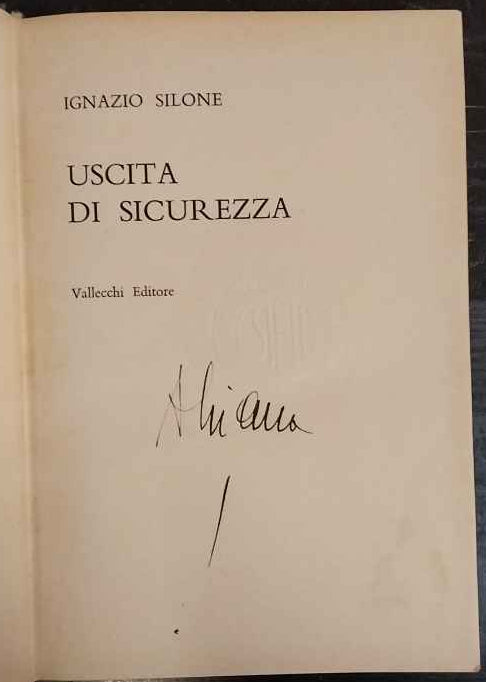 IGNAZIO SILONE
USCITA
DI SICUREZZA
Vallecchi Editore